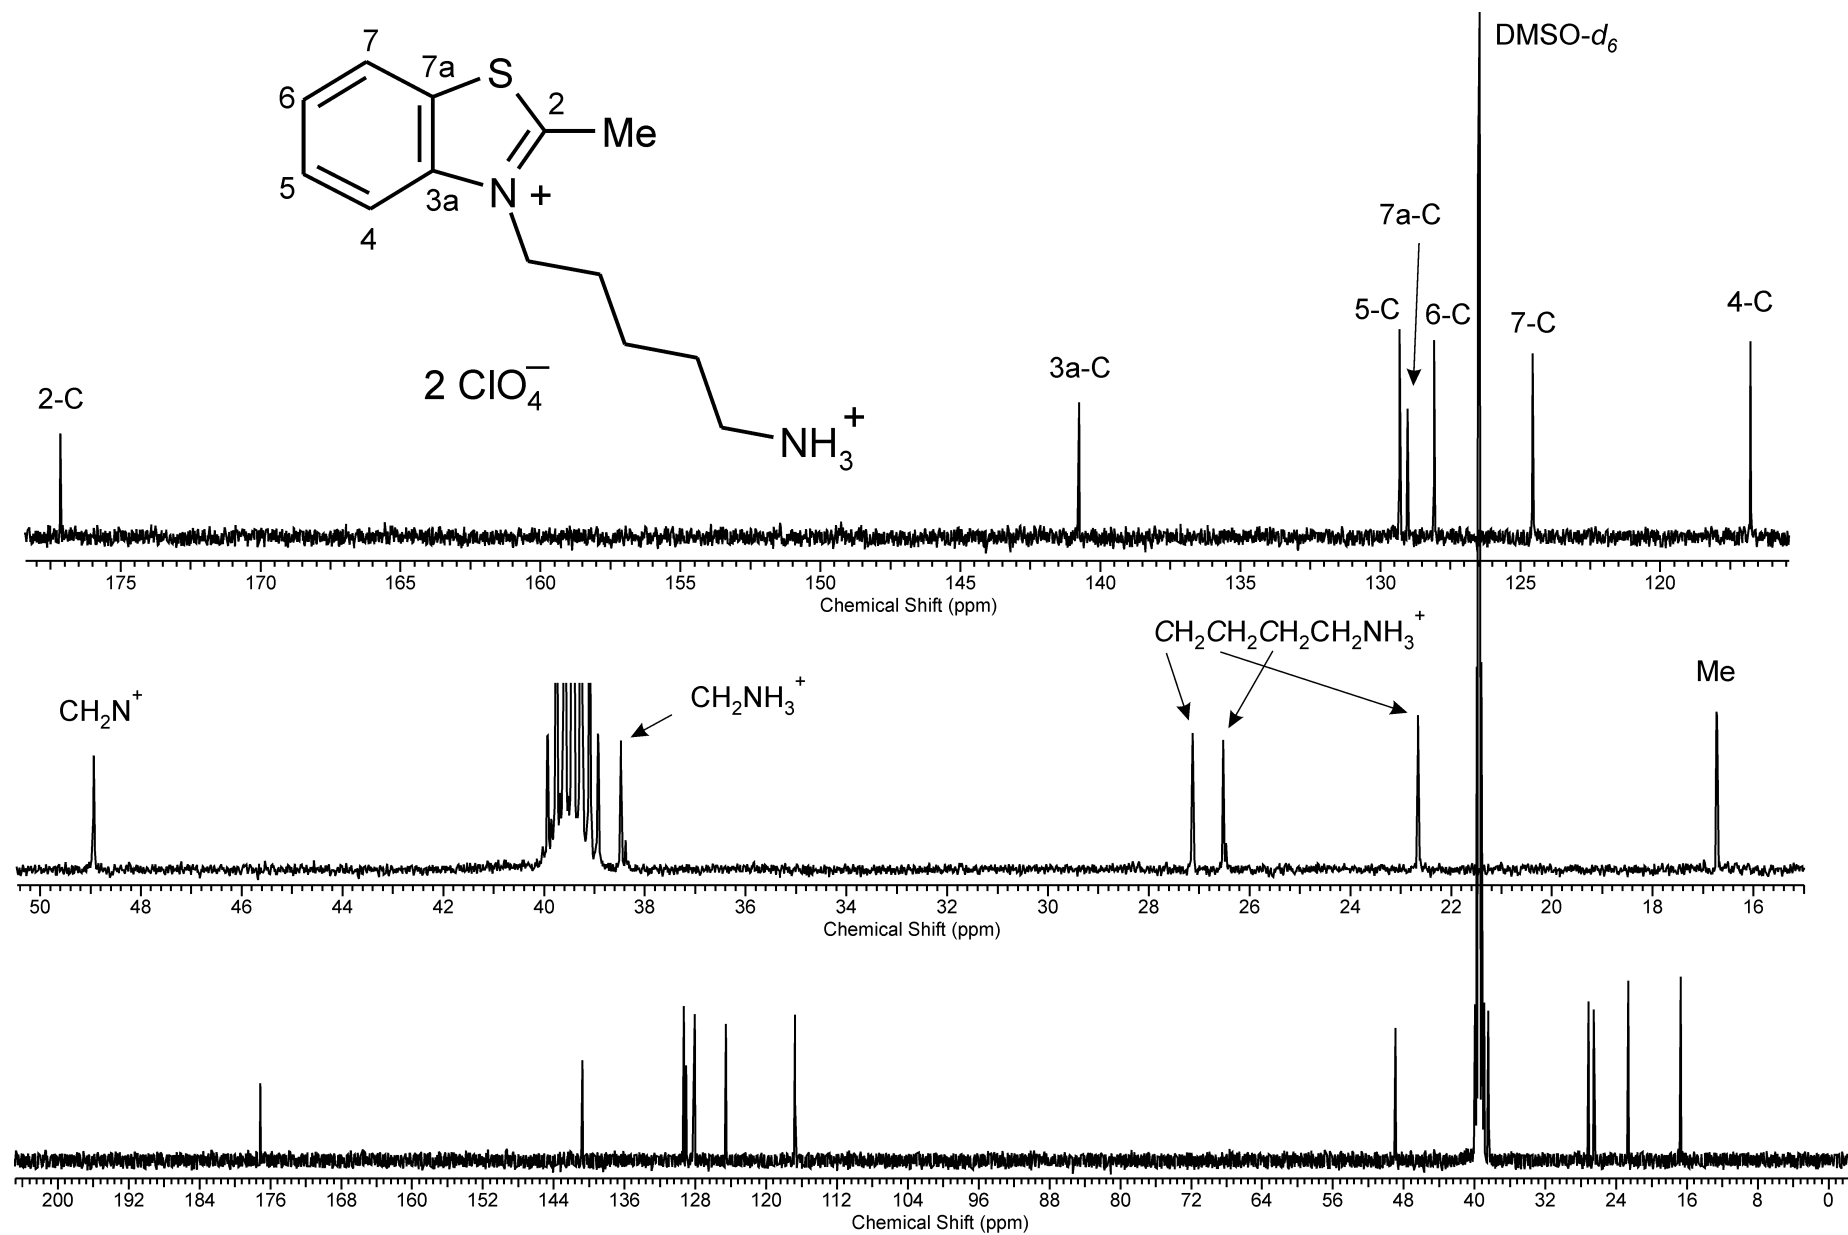 DMSO-d6
7
7a
S
6
2
Me
5
3a
N +
4
7a-C
5-C
6-C
7-C
4-C
3a-C
2-C
2 ClO4−
NH3+
175 170 165 160 155 150 145 140 135 130 125 120
Chemical Shift (ppm)
CH2CH2CH2CH2NH3+
Me
CH2N+
CH2NH3+
50 48 46 44 42 40 38 36 34 32 30 28 26 24 22 20 18 16
Chemical Shift (ppm)
200 192 184 176 168 160 152 144 136 128 120 112 104 96 88 80 72 64 56 48 40 32 24 16 8 0
Chemical Shift (ppm)